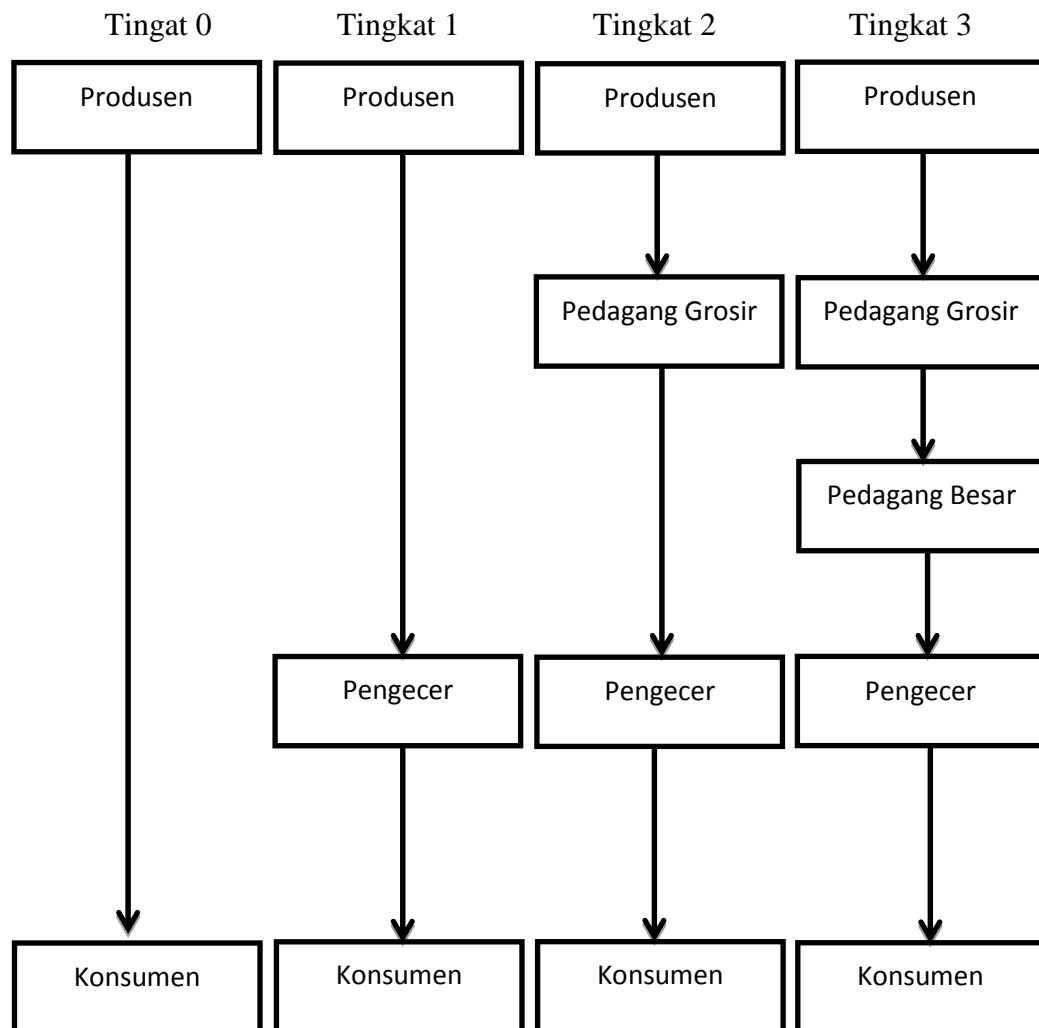 Tingat 0
Tingkat 1
Tingkat 2
Tingkat 3
Produsen
Produsen
Produsen
Produsen
Pedagang Grosir
Pedagang Grosir
Pedagang Besar
Pengecer
Pengecer
Pengecer
Konsumen
Konsumen
Konsumen
Konsumen